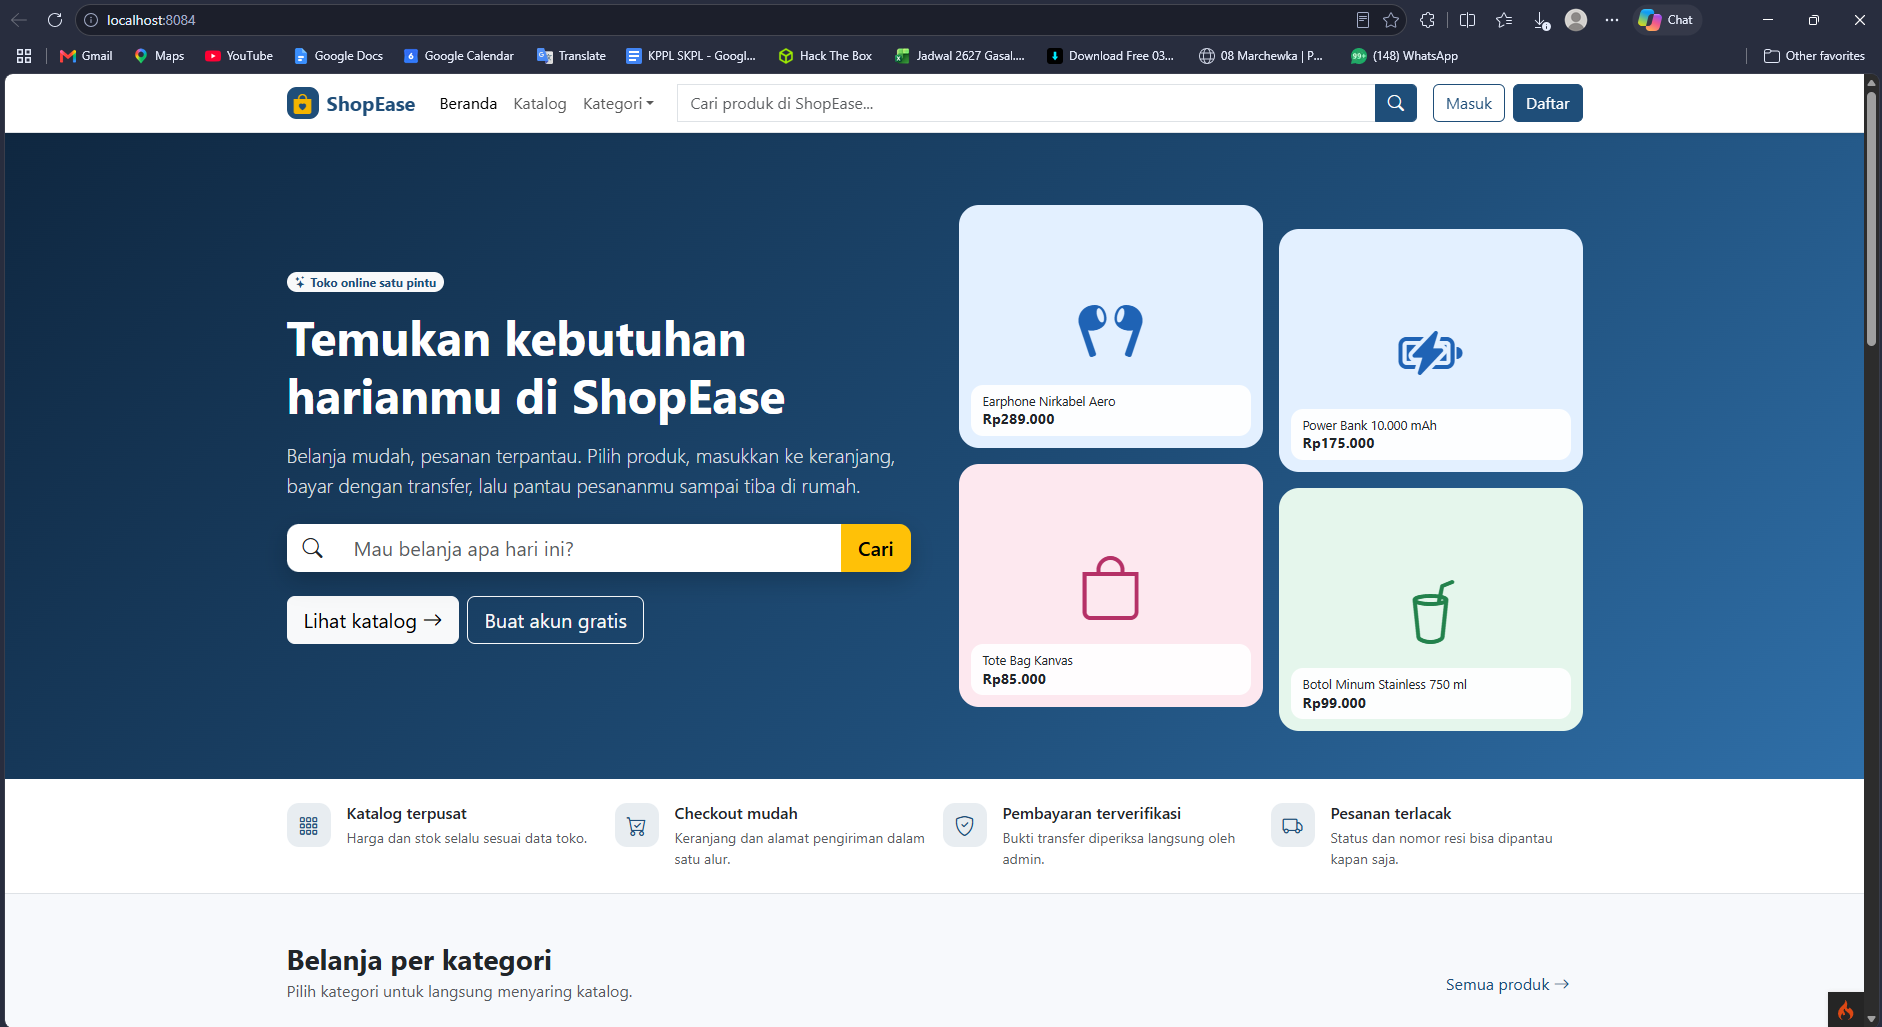 localhost:8084
Chat
Gmail
Maps
YouTube
Google Docs
6
Google Calendar
Translate
KPPL SKPL - Googl...
Hack The Box
Jadwal 2627 Gasal....
Download Free 03...
08 Marchewka | P...
99+
(148) WhatsApp
Other favorites
ShopEase
Beranda
Katalog
Kategori
Cari produk di ShopEase...
Masuk
Daftar
Toko online satu pintu
Temukan kebutuhan
harianmu di ShopEase
Belanja mudah, pesanan terpantau. Pilih produk, masukkan ke keranjang,
bayar dengan transfer, lalu pantau pesananmu sampai tiba di rumah.
Mau belanja apa hari ini?
Cari
Lihat katalog
Buat akun gratis
Earphone Nirkabel Aero
Rp289.000
Power Bank 10.000 mAh
Rp175.000
Tote Bag Kanvas
Rp85.000
Botol Minum Stainless 750 ml
Rp99.000
Katalog terpusat
Harga dan stok selalu sesuai data toko.
Checkout mudah
Keranjang dan alamat pengiriman dalam
satu alur.
Pembayaran terverifikasi
Bukti transfer diperiksa langsung oleh
admin.
Pesanan terlacak
Status dan nomor resi bisa dipantau
kapan saja.
Belanja per kategori
Pilih kategori untuk langsung menyaring katalog.
Semua produk